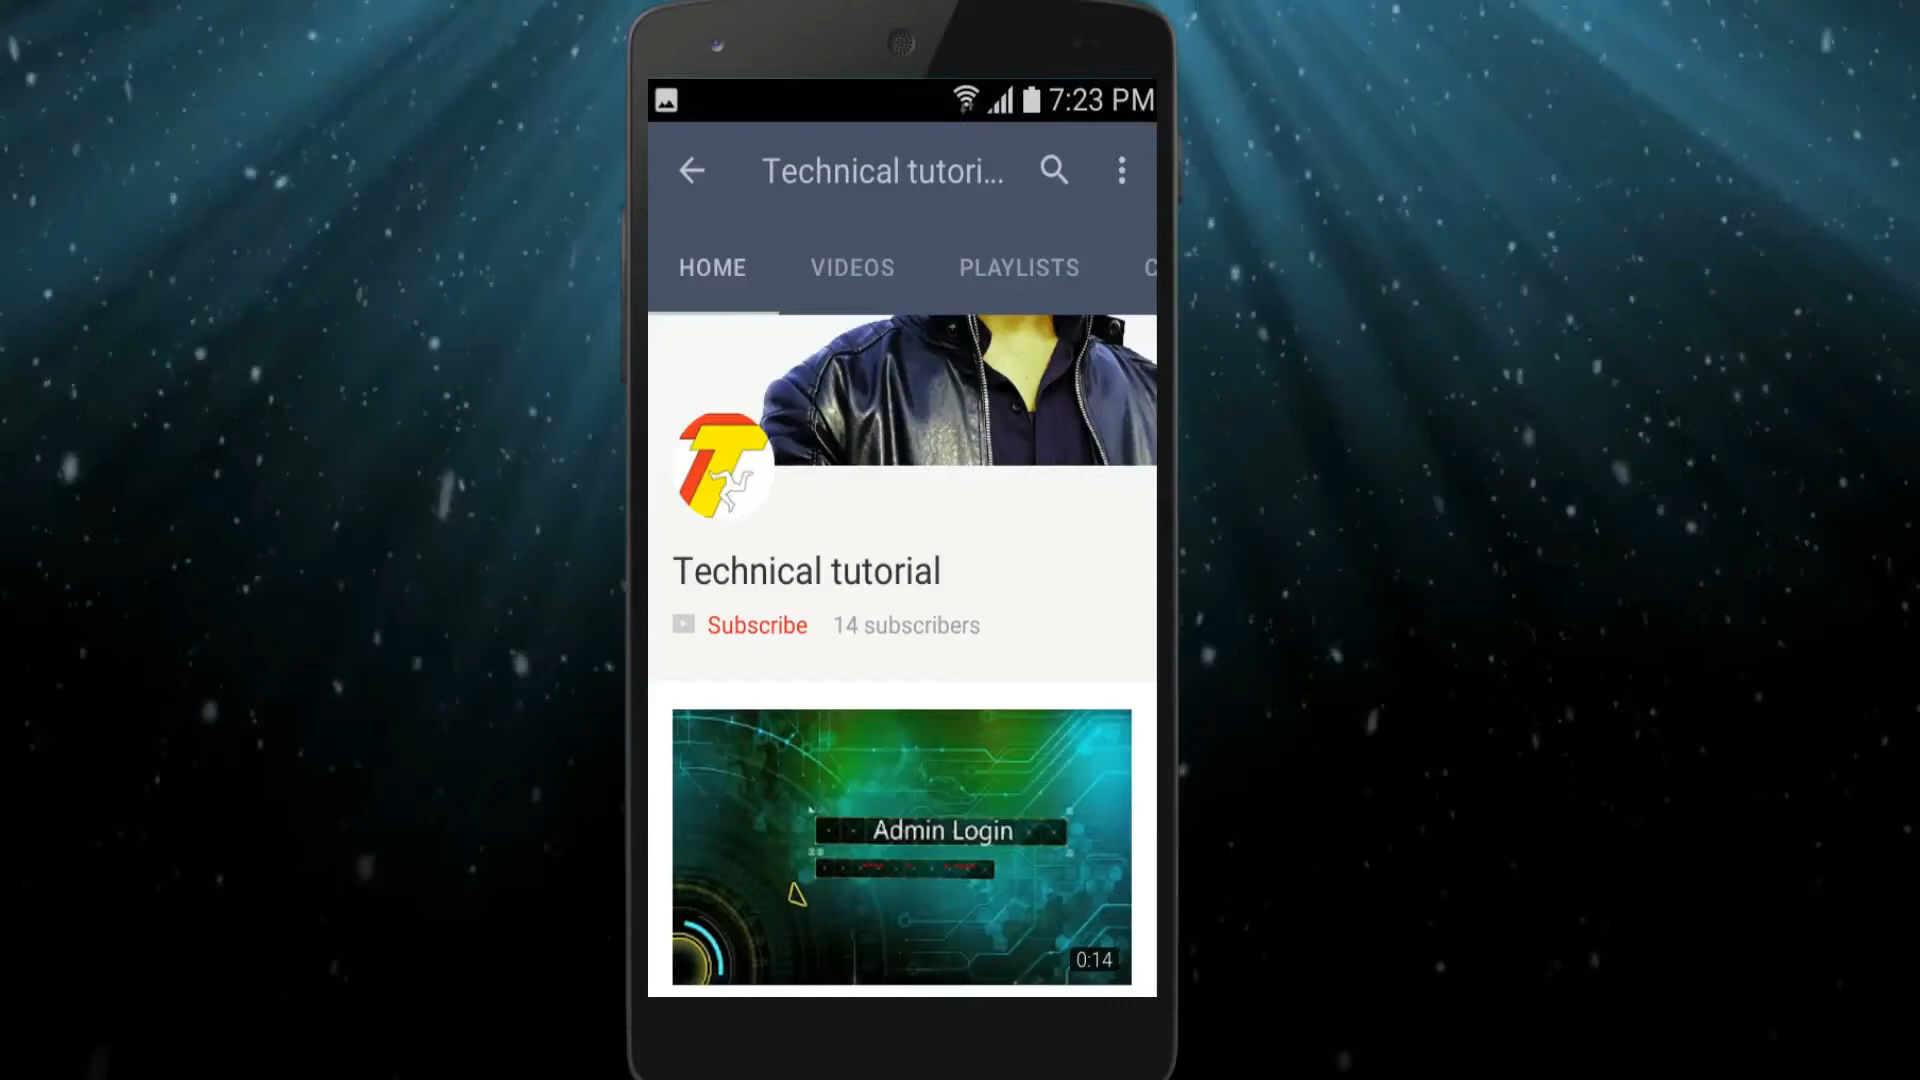 7:23 PM
Technical tutori...
HOME VIDEOS PLAYLISTS C
Technical tutorial
Subscribe 14 subscribers
Admin Login
0:14